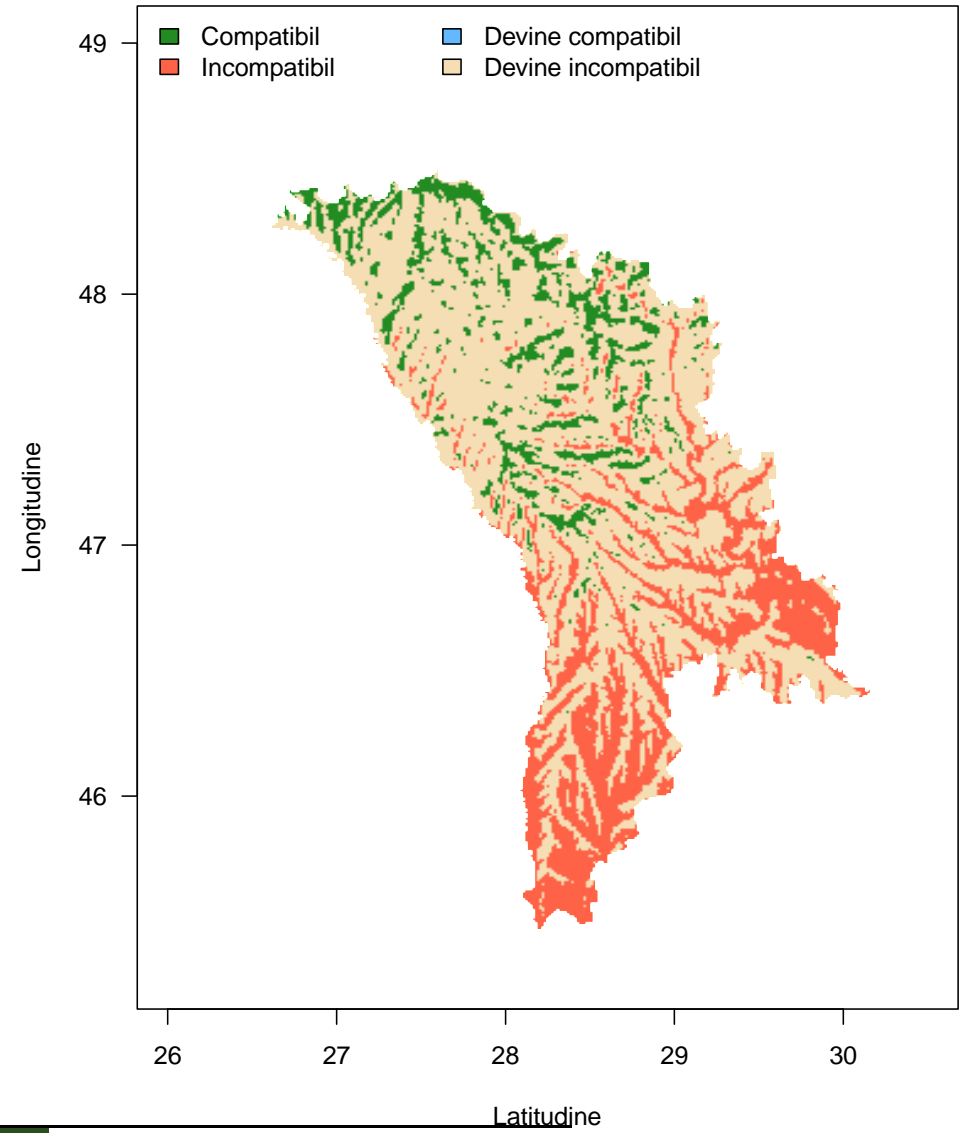 Compatibil
Devine compatibil
Incompatibil
Devine incompatibil
49
48
47
46
Longitudine
26
27
28
29
30
Latitudine